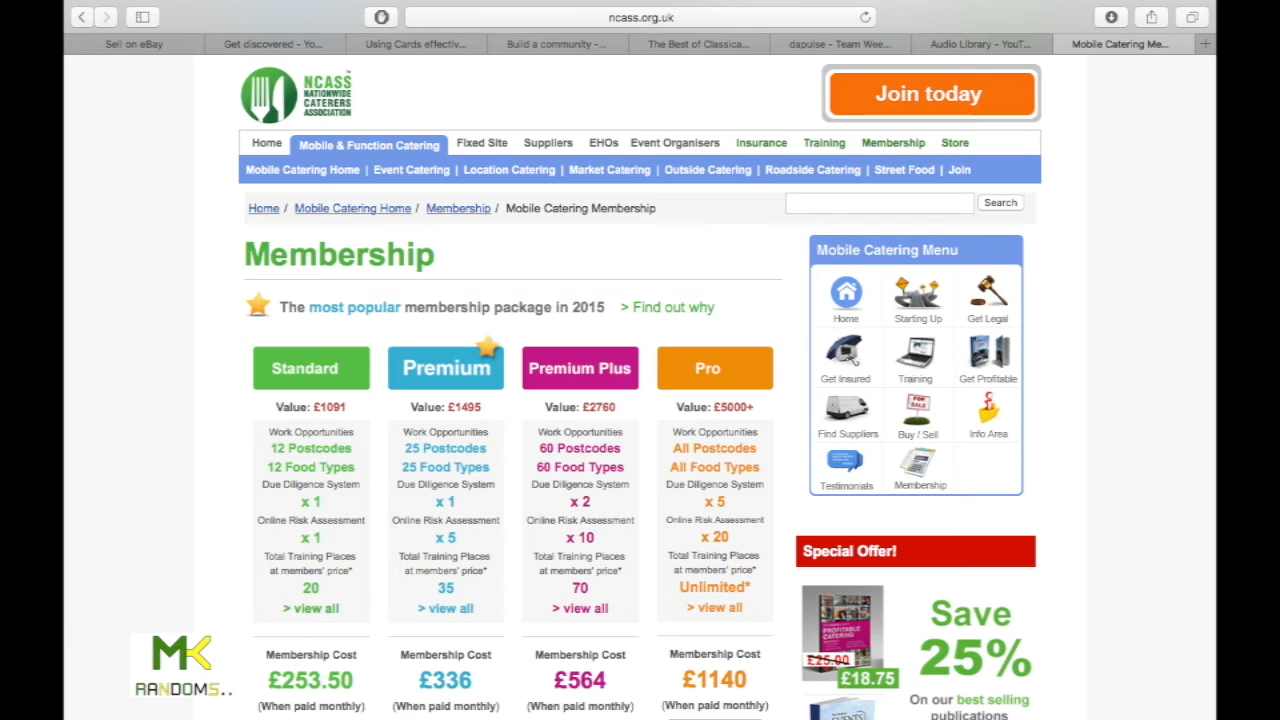 ncass.org.uk
Sell on eBay
Get discovered - Yo...
Using Cards effectiv...
Build a community -...
The Best of Classica...
dapulse - Team Wee...
Audio Library - YouT...
Mobile Catering Me...
NCASS
NATIONWIDE
CATERERS
ASSOCIATION
Join today
Home Mobile & Function Catering Fixed Site Suppliers EHOs Event Organisers Insurance Training Membership Store
Mobile Catering Home | Event Catering | Location Catering | Market Catering | Outside Catering | Roadside Catering | Street Food | Join
Home / Mobile Catering Home / Membership / Mobile Catering Membership
Search
Membership
The most popular membership package in 2015 > Find out why
Standard
Value: £1091
Work Opportunities
12 Postcodes
12 Food Types
Due Diligence System
x 1
Online Risk Assessment
x 1
Total Training Places
at members' price*
20
> view all
Membership Cost
£253.50
(When paid monthly)
Premium
Value: £1495
Work Opportunities
25 Postcodes
25 Food Types
Due Diligence System
x 1
Online Risk Assessment
x 5
Total Training Places
at members' price*
35
> view all
Membership Cost
£336
(When paid monthly)
Premium Plus
Value: £2760
Work Opportunities
60 Postcodes
60 Food Types
Due Diligence System
x 2
Online Risk Assessment
x 10
Total Training Places
at members' price*
70
> view all
Membership Cost
£564
(When paid monthly)
Pro
Value: £5000+
Work Opportunities
All Postcodes
All Food Types
Due Diligence System
x 5
Online Risk Assessment
x 20
Total Training Places
at members' price*
Unlimited*
> view all
Membership Cost
£1140
(When paid monthly)
Mobile Catering Menu
Home
Starting Up
Get Legal
Get Insured
Training
Get Profitable
Find Suppliers
FOR
SALE
Buy / Sell
Info Area
Testimonials
Membership
Special Offer!
PROFITABLE
CATERING
£25.00
£18.75
Save
25%
On our best selling
publications
EVENTS
MK
RANDOMS..